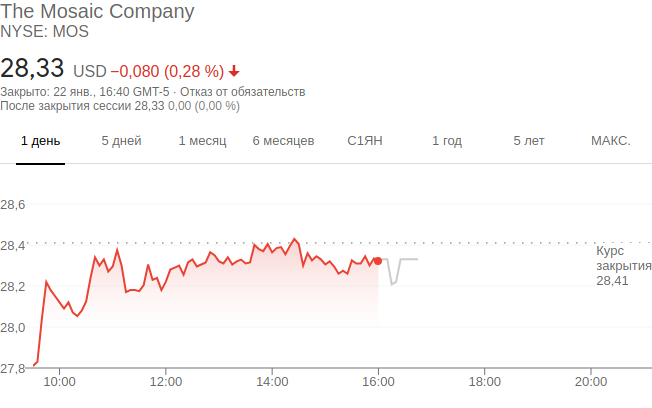 The Mosaic Company
NYSE: MOS
28,33 USD −0,080 (0,28 %)
Закрыто: 22 янв., 16:40 GMT-5 · Отказ от обязательств
После закрытия сессии 28,33 0,00 (0,00 %)
1 день 5 дней 1 месяц 6 месяцев С1ЯН 1 год 5 лет МАКС.
28,6
28,4
Курс
закрытия
28,41
28,2
28,0
27,8
10:00 12:00 14:00 16:00 18:00 20:00